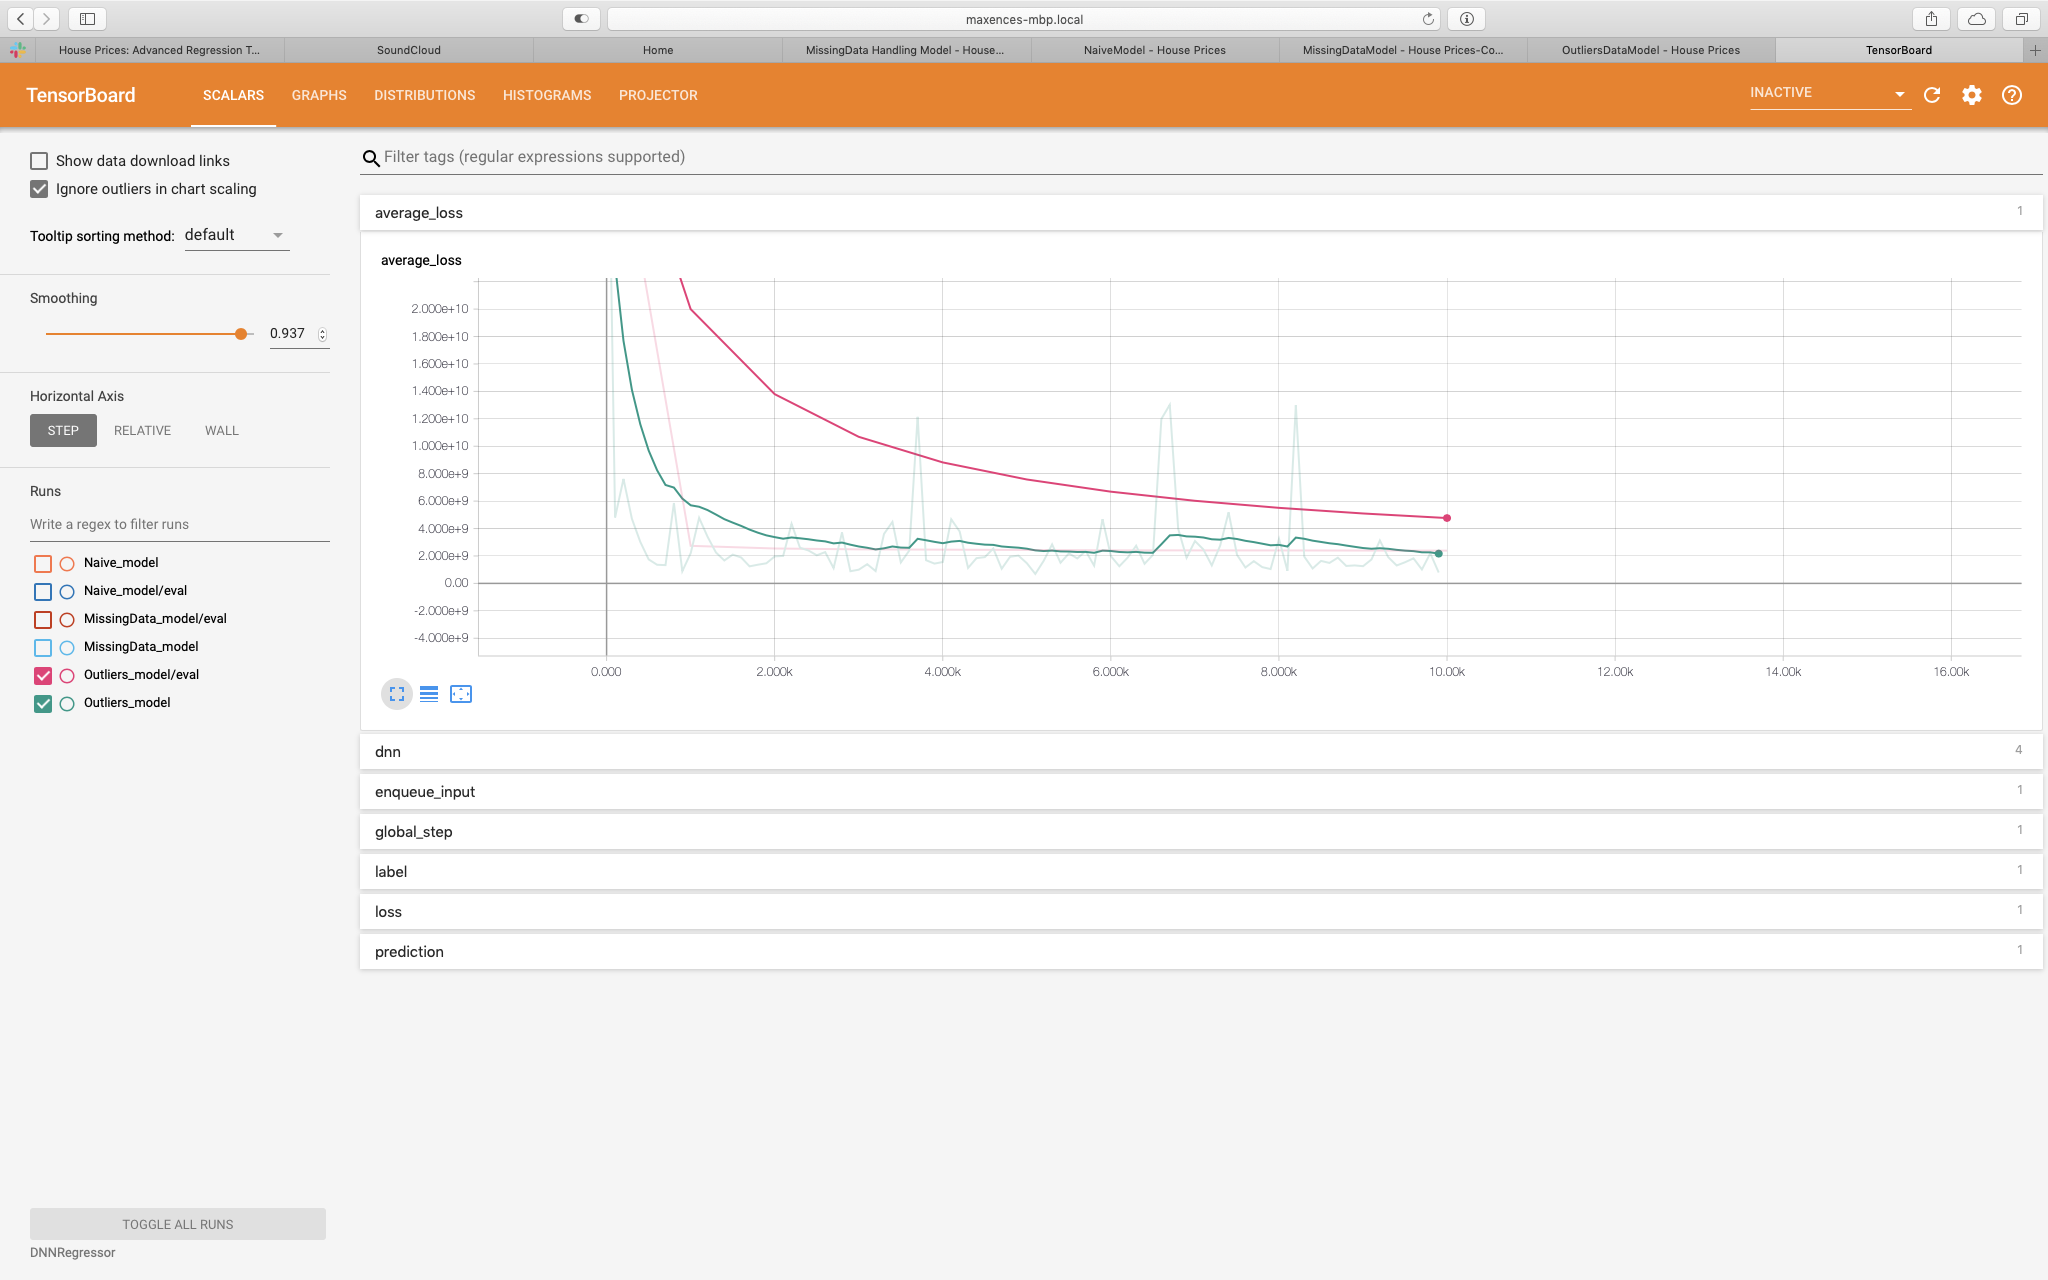 maxences-mbp.local
House Prices: Advanced Regression T...
SoundCloud
Home
MissingData Handling Model - House...
NaiveModel - House Prices
MissingDataModel - House Prices-Co...
OutliersDataModel - House Prices
TensorBoard
TensorBoard
SCALARS
GRAPHS
DISTRIBUTIONS
HISTOGRAMS
PROJECTOR
INACTIVE
Show data download links
Ignore outliers in chart scaling
Tooltip sorting method: default
Smoothing
0.937
Horizontal Axis
STEP
RELATIVE
WALL
Runs
Write a regex to filter runs
Naive_model
Naive_model/eval
MissingData_model/eval
MissingData_model
Outliers_model/eval
Outliers_model
TOGGLE ALL RUNS
DNNRegressor
Filter tags (regular expressions supported)
average_loss 1
average_loss
2.000e+10
1.800e+10
1.600e+10
1.400e+10
1.200e+10
1.000e+10
8.000e+9
6.000e+9
4.000e+9
2.000e+9
0.00
-2.000e+9
-4.000e+9
0.000 2.000k 4.000k 6.000k 8.000k 10.00k 12.00k 14.00k 16.00k
dnn 4
enqueue_input 1
global_step 1
label 1
loss 1
prediction 1